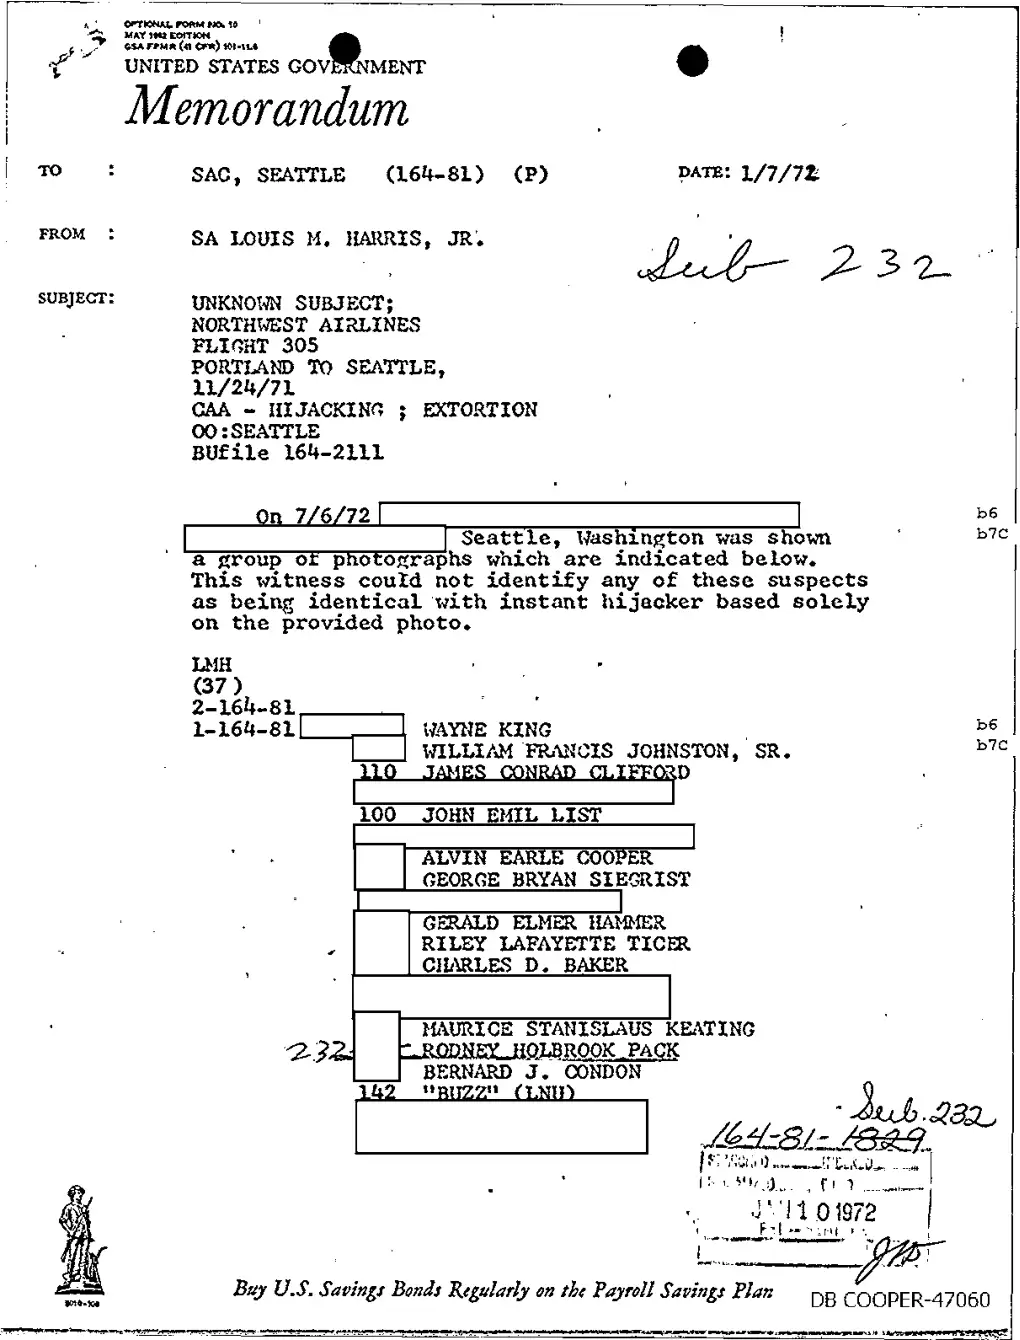 OPTIONAL FORM NO. 10
MAY 1962 EDITION
GSA FPMR (41 CFR) 101-11.6
UNITED STATES GOVERNMENT
Memorandum
TO : SAC, SEATTLE (164-81) (P) DATE: 1/7/72
FROM : SA LOUIS M. HARRIS, JR.
Sub 232
SUBJECT: UNKNOWN SUBJECT;
NORTHWEST AIRLINES
FLIGHT 305
PORTLAND TO SEATTLE,
11/24/71
CAA - HIJACKING ; EXTORTION
OO:SEATTLE
BUfile 164-2111
On 7/6/72 b6
Seattle, Washington was shown b7C
a group of photographs which are indicated below.
This witness could not identify any of these suspects
as being identical with instant hijacker based solely
on the provided photo.
LMH
(37)
2-164-81
1-164-81 WAYNE KING b6
WILLIAM FRANCIS JOHNSTON, SR. b7C
110 JAMES CONRAD CLIFFORD
100 JOHN EMIL LIST
ALVIN EARLE COOPER
GEORGE BRYAN SIEGRIST
GERALD ELMER HAMMER
RILEY LAFAYETTE TICER
CHARLES D. BAKER
MAURICE STANISLAUS KEATING
232 RODNEY HOLBROOK PACK
BERNARD J. CONDON
142 "BUZZ" (LNU)
Sub. 232
164-81-1829
10 1972
Buy U.S. Savings Bonds Regularly on the Payroll Savings Plan
5010-108
DB COOPER-47060